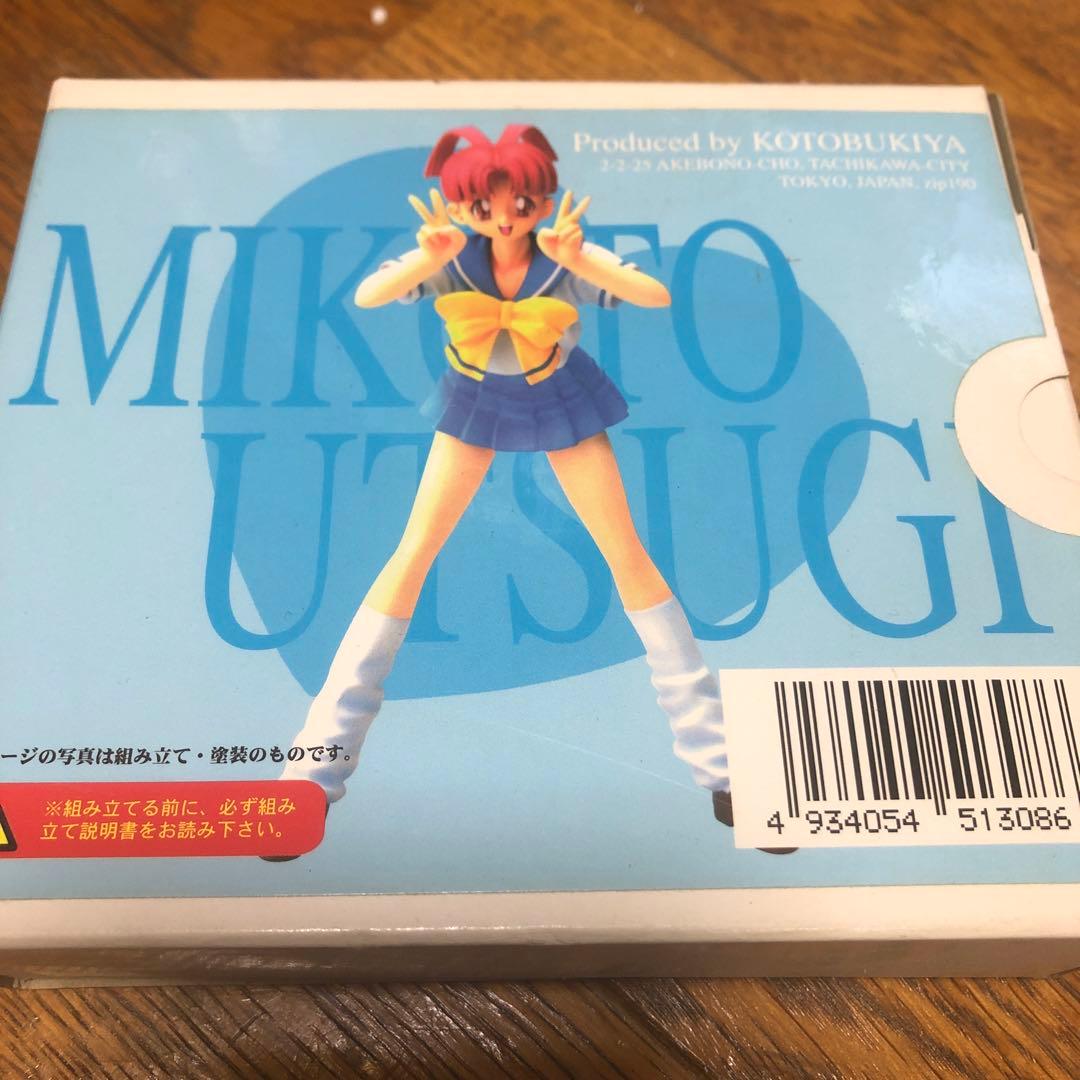 Produced by KOTOBUKIYA
2-2-25 AKEBONO-CHO, TACHIKAWA-CITY
TOKYO, JAPAN. zip190
MIKOTO
UTSUGI
ージの写真は組み立て・塗装のものです。
※組み立てる前に、必ず組み
立て説明書をお読み下さい。
4 934054 513086